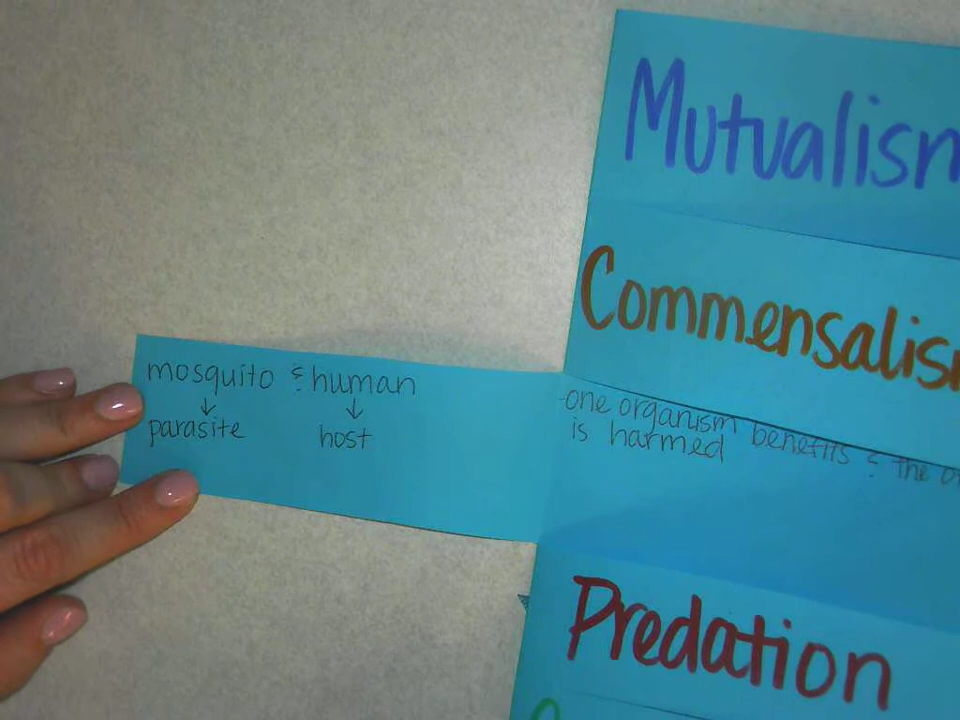 Mutualism
Commensalism
mosquito & human
↓ ↓
parasite host
-one organism benefits & the
is harmed
Predation